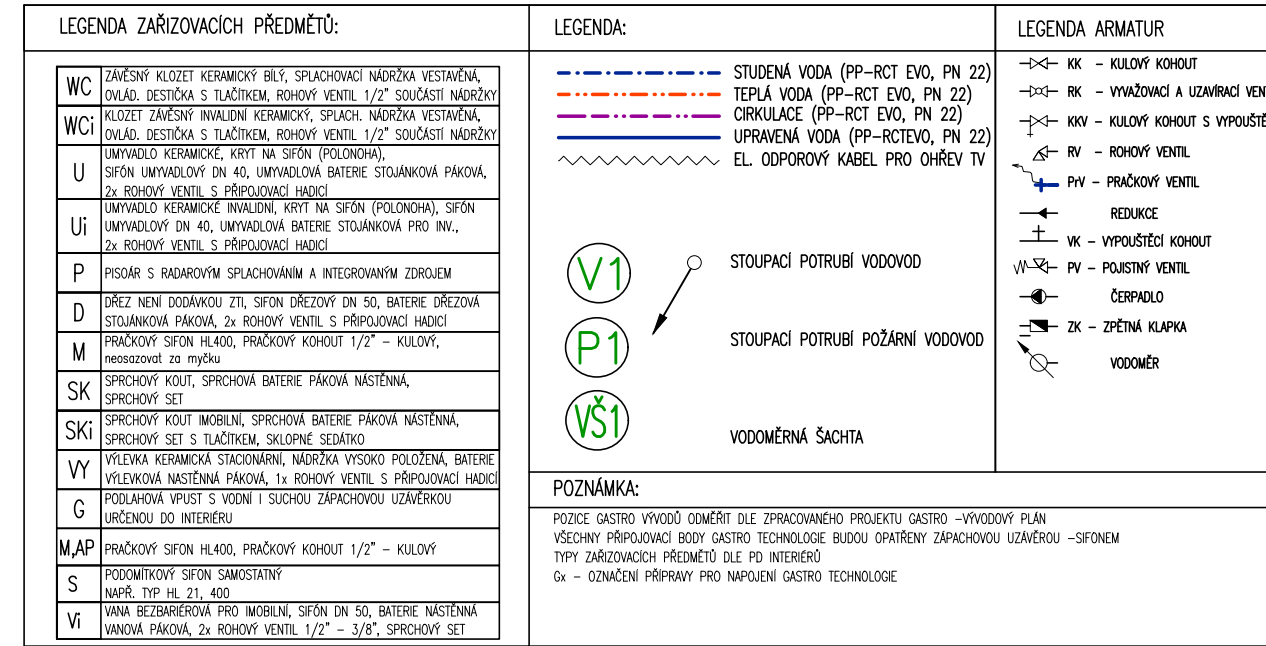 LEGENDA ZAŘIZOVACÍCH PŘEDMĚTŮ:
WC
ZÁVĚSNÝ KLOZET KERAMICKÝ BÍLÝ, SPLACHOVACÍ NÁDRŽKA VESTAVĚNÁ,
OVLÁD. DESTIČKA S TLAČÍTKEM, ROHOVÝ VENTIL 1/2" SOUČÁSTÍ NÁDRŽKY
WCi
KLOZET ZÁVĚSNÝ INVALIDNÍ KERAMICKÝ, SPLACH. NÁDRŽKA VESTAVĚNÁ,
OVLÁD. DESTIČKA S TLAČÍTKEM, ROHOVÝ VENTIL 1/2" SOUČÁSTÍ NÁDRŽKY
U
UMYVADLO KERAMICKÉ, KRYT NA SIFÓN (POLONOHA),
SIFÓN UMYVADLOVÝ DN 40, UMYVADLOVÁ BATERIE STOJÁNKOVÁ PÁKOVÁ,
2x ROHOVÝ VENTIL S PŘIPOJOVACÍ HADICÍ
Ui
UMYVADLO KERAMICKÉ INVALIDNÍ, KRYT NA SIFÓN (POLONOHA), SIFÓN
UMYVADLOVÝ DN 40, UMYVADLOVÁ BATERIE STOJÁNKOVÁ PRO INV.,
2x ROHOVÝ VENTIL S PŘIPOJOVACÍ HADICÍ
P
PISOÁR S RADAROVÝM SPLACHOVÁNÍM A INTEGROVANÝM ZDROJEM
D
DŘEZ NENÍ DODÁVKOU ZTI, SIFON DŘEZOVÝ DN 50, BATERIE DŘEZOVÁ
STOJÁNKOVÁ PÁKOVÁ, 2x ROHOVÝ VENTIL S PŘIPOJOVACÍ HADICÍ
M
PRAČKOVÝ SIFON HL400, PRAČKOVÝ KOHOUT 1/2" – KULOVÝ,
neosazovat za myčku
SK
SPRCHOVÝ KOUT, SPRCHOVÁ BATERIE PÁKOVÁ NÁSTĚNNÁ,
SPRCHOVÝ SET
SKi
SPRCHOVÝ KOUT IMOBILNÍ, SPRCHOVÁ BATERIE PÁKOVÁ NÁSTĚNNÁ,
SPRCHOVÝ SET S TLAČÍTKEM, SKLOPNÉ SEDÁTKO
VY
VÝLEVKA KERAMICKÁ STACIONÁRNÍ, NÁDRŽKA VYSOKO POLOŽENÁ, BATERIE
VÝLEVKOVÁ NASTĚNNÁ PÁKOVÁ, 1x ROHOVÝ VENTIL S PŘIPOJOVACÍ HADICÍ
G
PODLAHOVÁ VPUST S VODNÍ I SUCHOU ZÁPACHOVOU UZÁVĚRKOU
URČENOU DO INTERIÉRU
M,AP
PRAČKOVÝ SIFON HL400, PRAČKOVÝ KOHOUT 1/2" – KULOVÝ
S
PODOMÍTKOVÝ SIFON SAMOSTATNÝ
NAPŘ. TYP HL 21, 400
Vi
VANA BEZBARIÉROVÁ PRO IMOBILNÍ, SIFÓN DN 50, BATERIE NÁSTĚNNÁ
VANOVÁ PÁKOVÁ, 2x ROHOVÝ VENTIL 1/2" – 3/8", SPRCHOVÝ SET
LEGENDA:
STUDENÁ VODA (PP–RCT EVO, PN 22)
TEPLÁ VODA (PP–RCT EVO, PN 22)
CIRKULACE (PP–RCT EVO, PN 22)
UPRAVENÁ VODA (PP–RCTEVO, PN 22)
EL. ODPOROVÝ KABEL PRO OHŘEV TV
V1
STOUPACÍ POTRUBÍ VODOVOD
P1
STOUPACÍ POTRUBÍ POŽÁRNÍ VODOVOD
VŠ1
VODOMĚRNÁ ŠACHTA
LEGENDA ARMATUR
KK – KULOVÝ KOHOUT
RK – VYVAŽOVACÍ A UZAVÍRACÍ VEN
KKV – KULOVÝ KOHOUT S VYPOUŠTĚ
RV – ROHOVÝ VENTIL
PrV – PRAČKOVÝ VENTIL
REDUKCE
VK – VYPOUŠTĚCÍ KOHOUT
PV – POJISTNÝ VENTIL
ČERPADLO
ZK – ZPĚTNÁ KLAPKA
VODOMĚR
POZNÁMKA:
POZICE GASTRO VÝVODŮ ODMĚŘIT DLE ZPRACOVANÉHO PROJEKTU GASTRO –VÝVODOVÝ PLÁN
VŠECHNY PŘIPOJOVACÍ BODY GASTRO TECHNOLOGIE BUDOU OPATŘENY ZÁPACHOVOU UZÁVĚROU –SIFONEM
TYPY ZAŘIZOVACÍCH PŘEDMĚTŮ DLE PD INTERIÉRŮ
Gx – OZNAČENÍ PŘÍPRAVY PRO NAPOJENÍ GASTRO TECHNOLOGIE